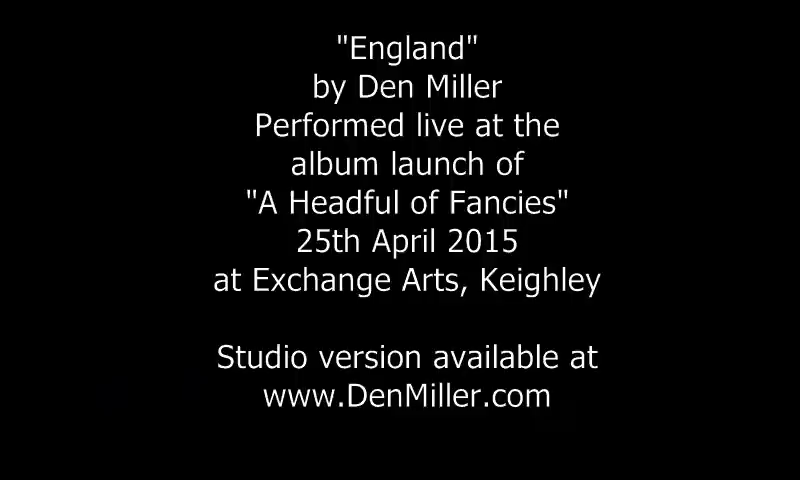 "England"
by Den Miller
Performed live at the
album launch of
"A Headful of Fancies"
25th April 2015
at Exchange Arts, Keighley
Studio version available at
www.DenMiller.com